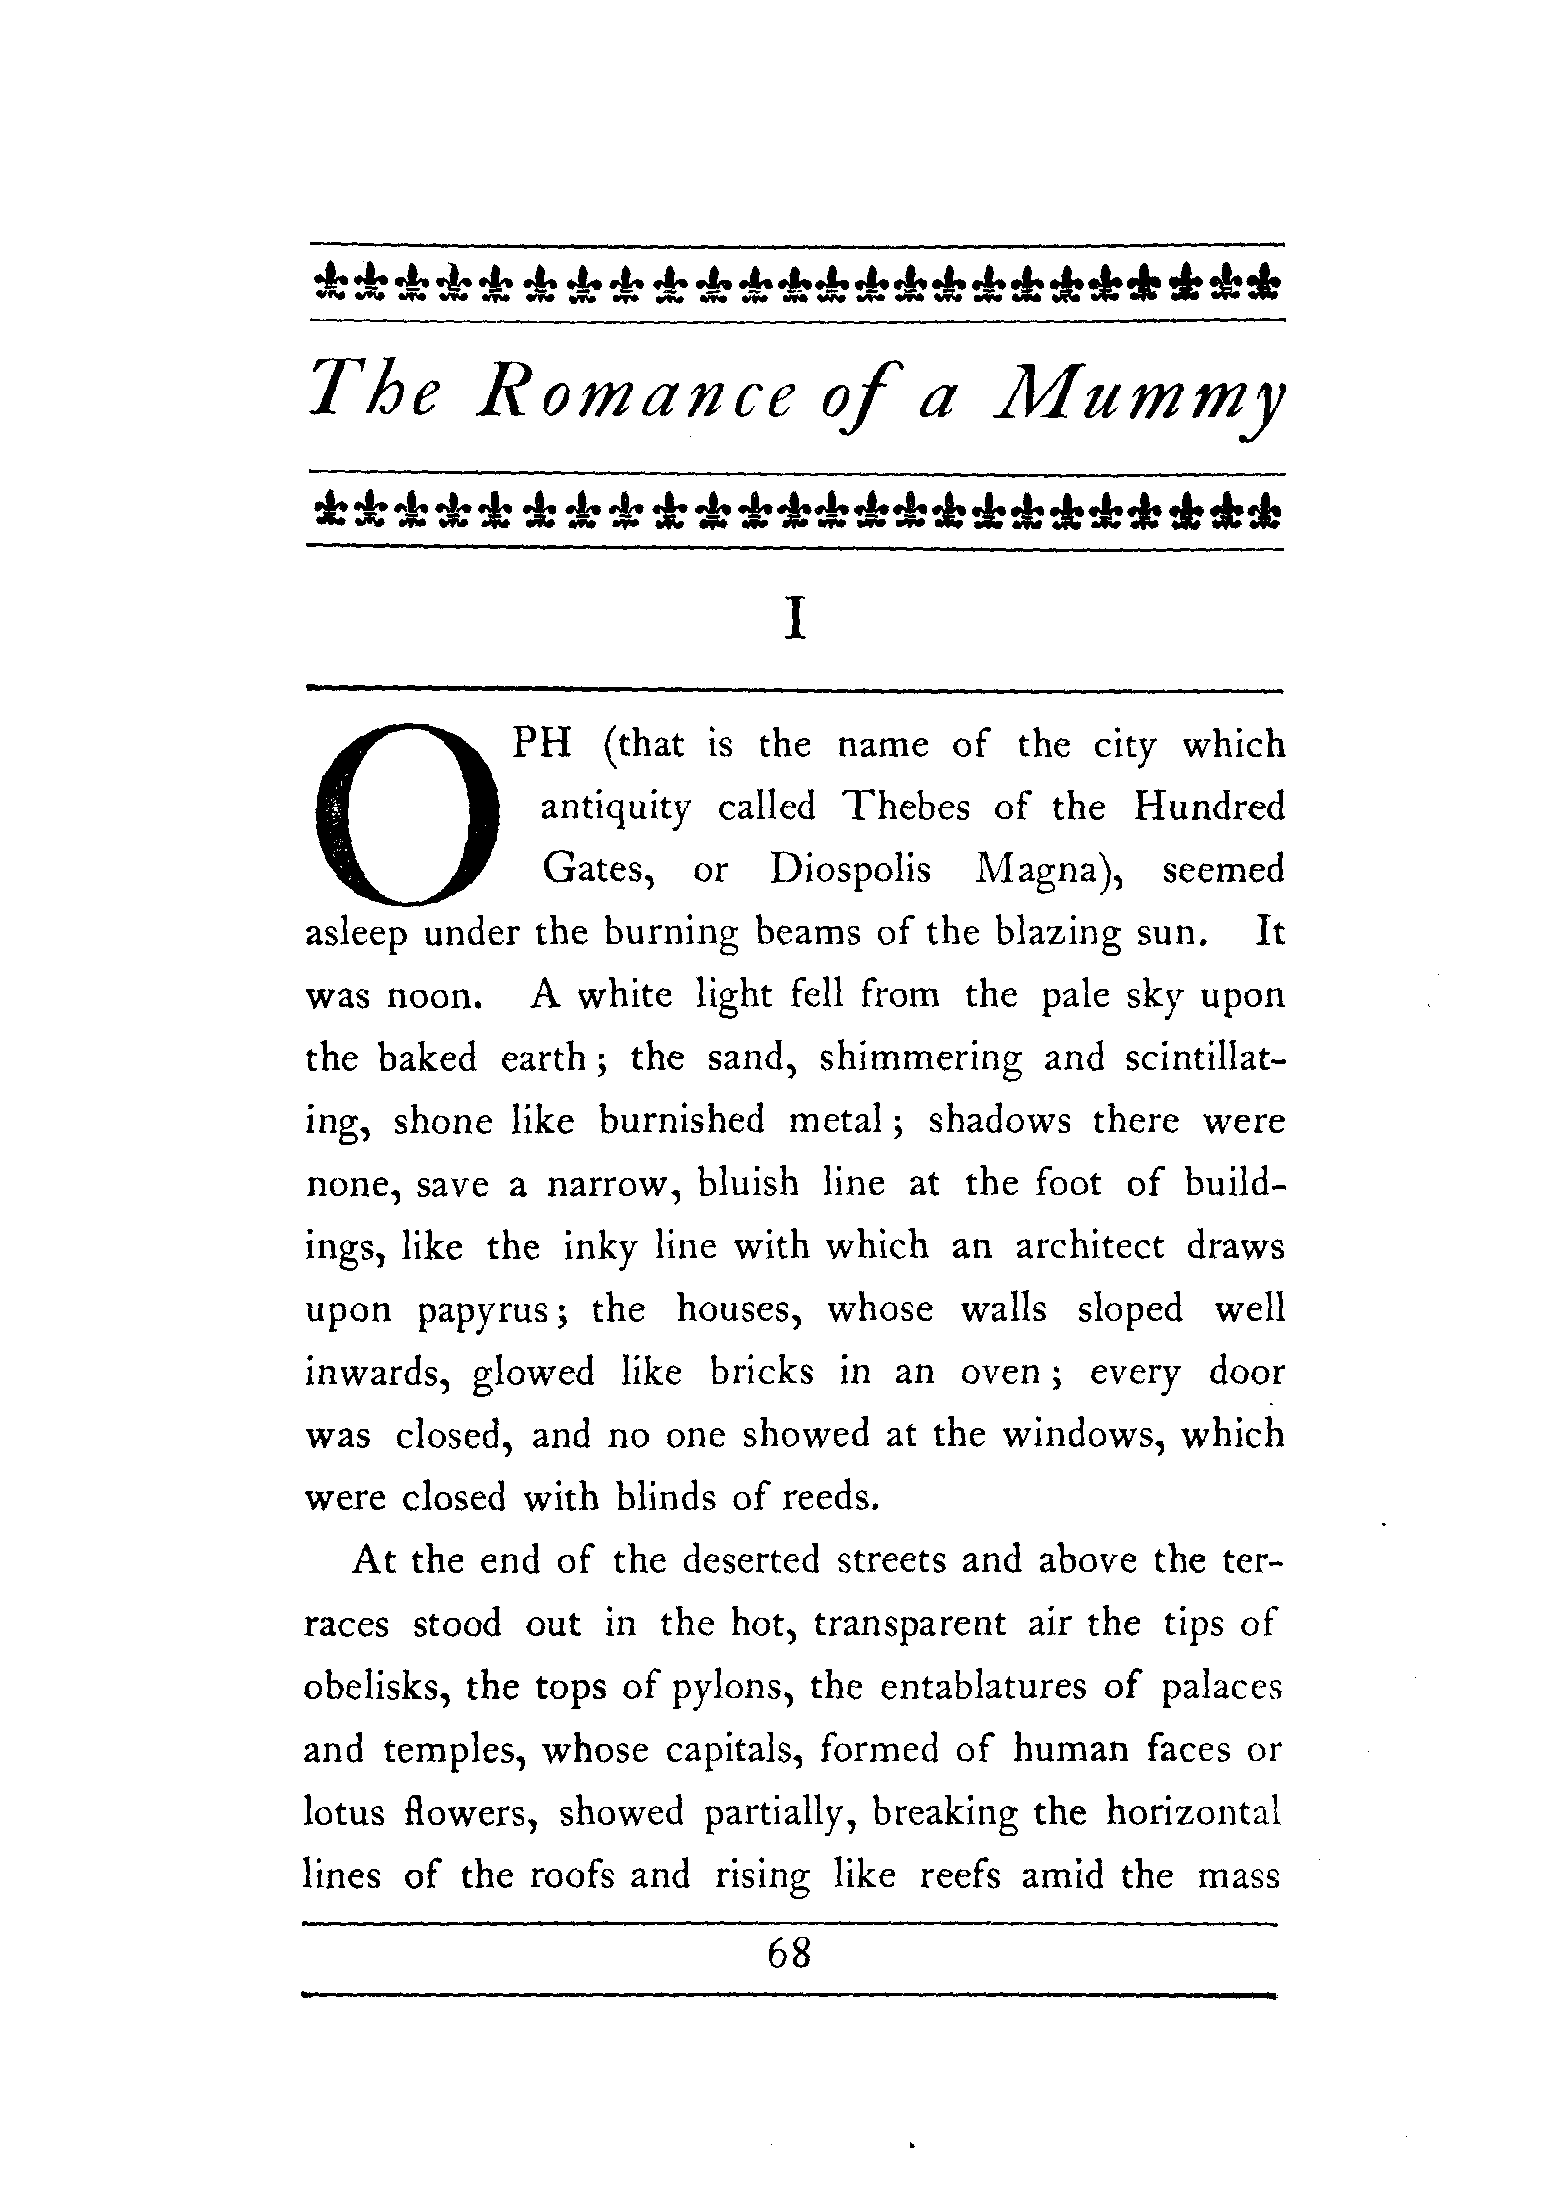 The Romance of a Mummy
I
OPH (that is the name of the city which
antiquity called Thebes of the Hundred
Gates, or Diospolis Magna), seemed
asleep under the burning beams of the blazing sun. It
was noon. A white light fell from the pale sky upon
the baked earth; the sand, shimmering and scintillat-
ing, shone like burnished metal; shadows there were
none, save a narrow, bluish line at the foot of build-
ings, like the inky line with which an architect draws
upon papyrus; the houses, whose walls sloped well
inwards, glowed like bricks in an oven; every door
was closed, and no one showed at the windows, which
were closed with blinds of reeds.
At the end of the deserted streets and above the ter-
races stood out in the hot, transparent air the tips of
obelisks, the tops of pylons, the entablatures of palaces
and temples, whose capitals, formed of human faces or
lotus flowers, showed partially, breaking the horizontal
lines of the roofs and rising like reefs amid the mass
68